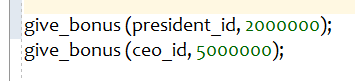 give_bonus (president_id, 2000000);
give_bonus (ceo_id, 5000000);